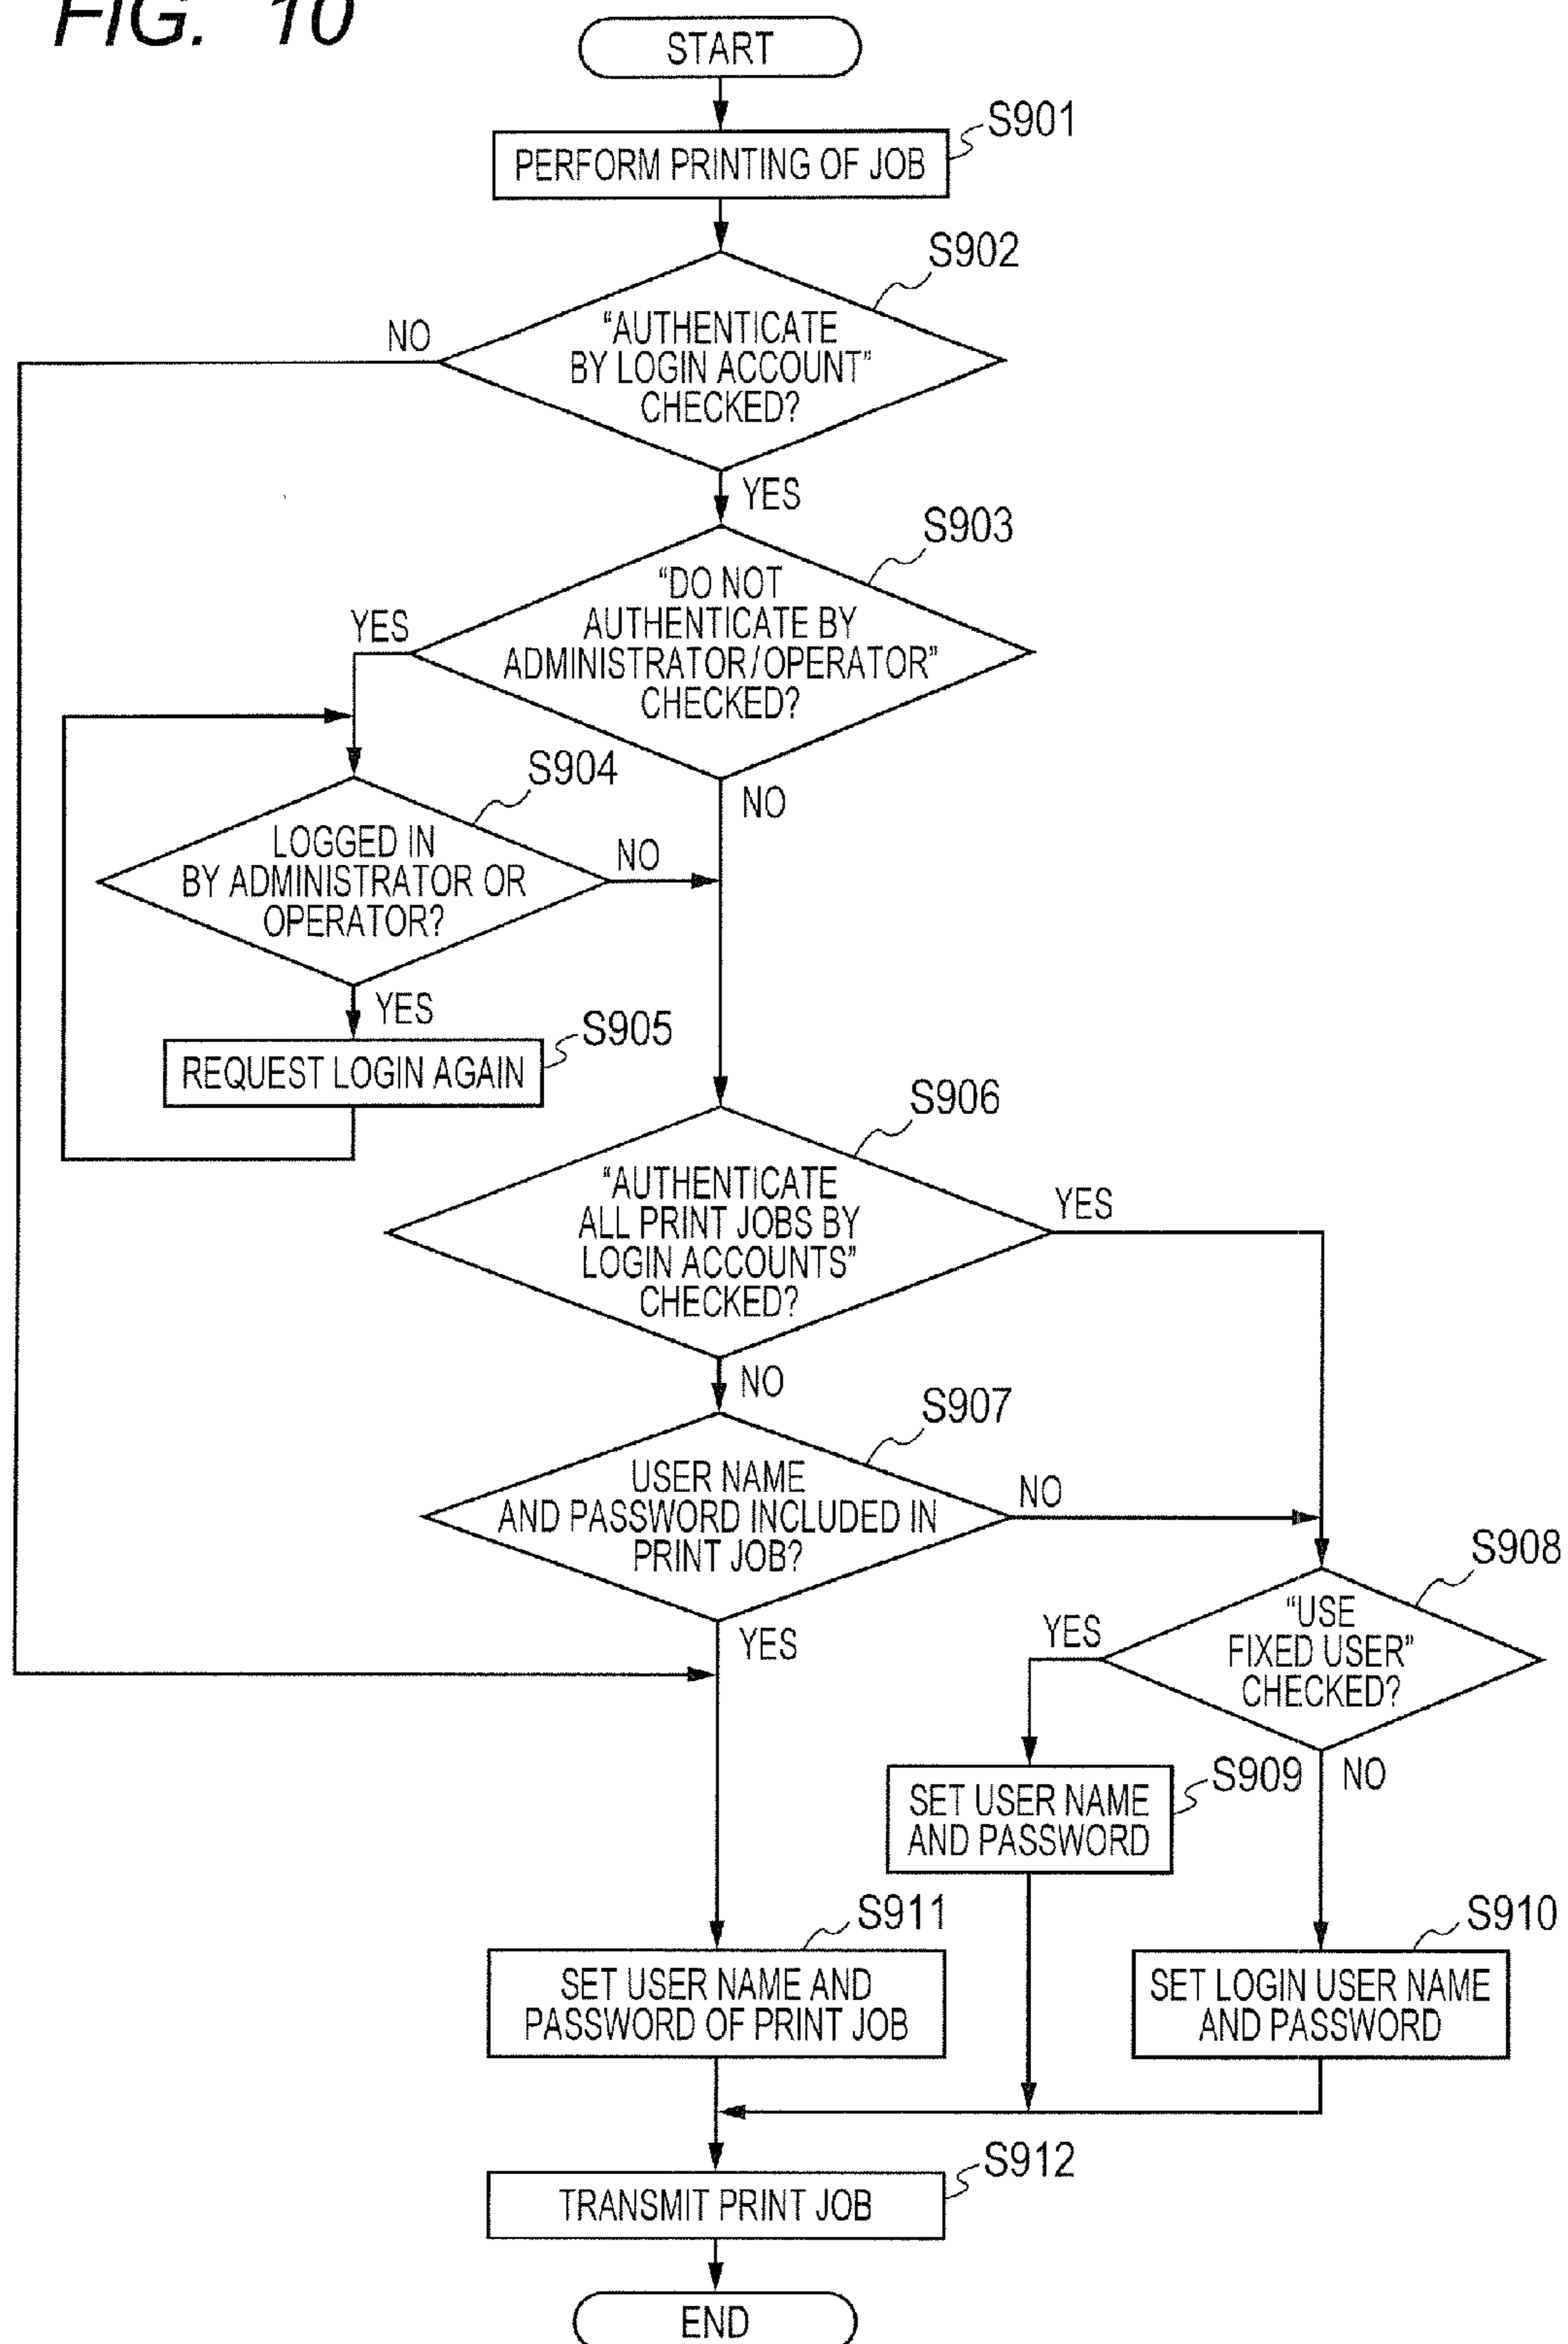 FIG. 10
START
S901
PERFORM PRINTING OF JOB
S902
NO
“AUTHENTICATE
BY LOGIN ACCOUNT”
CHECKED?
YES
S903
“DO NOT
AUTHENTICATE BY
ADMINISTRATOR/OPERATOR”
CHECKED?
YES
NO
S904
LOGGED IN
BY ADMINISTRATOR OR
OPERATOR?
NO
YES
S905
REQUEST LOGIN AGAIN
S906
“AUTHENTICATE
ALL PRINT JOBS BY
LOGIN ACCOUNTS”
CHECKED?
YES
NO
S907
USER NAME
AND PASSWORD INCLUDED IN
PRINT JOB?
NO
YES
S908
“USE
FIXED USER”
CHECKED?
YES
NO
S909
SET USER NAME
AND PASSWORD
S911
SET USER NAME AND
PASSWORD OF PRINT JOB
S910
SET LOGIN USER NAME
AND PASSWORD
S912
TRANSMIT PRINT JOB
END